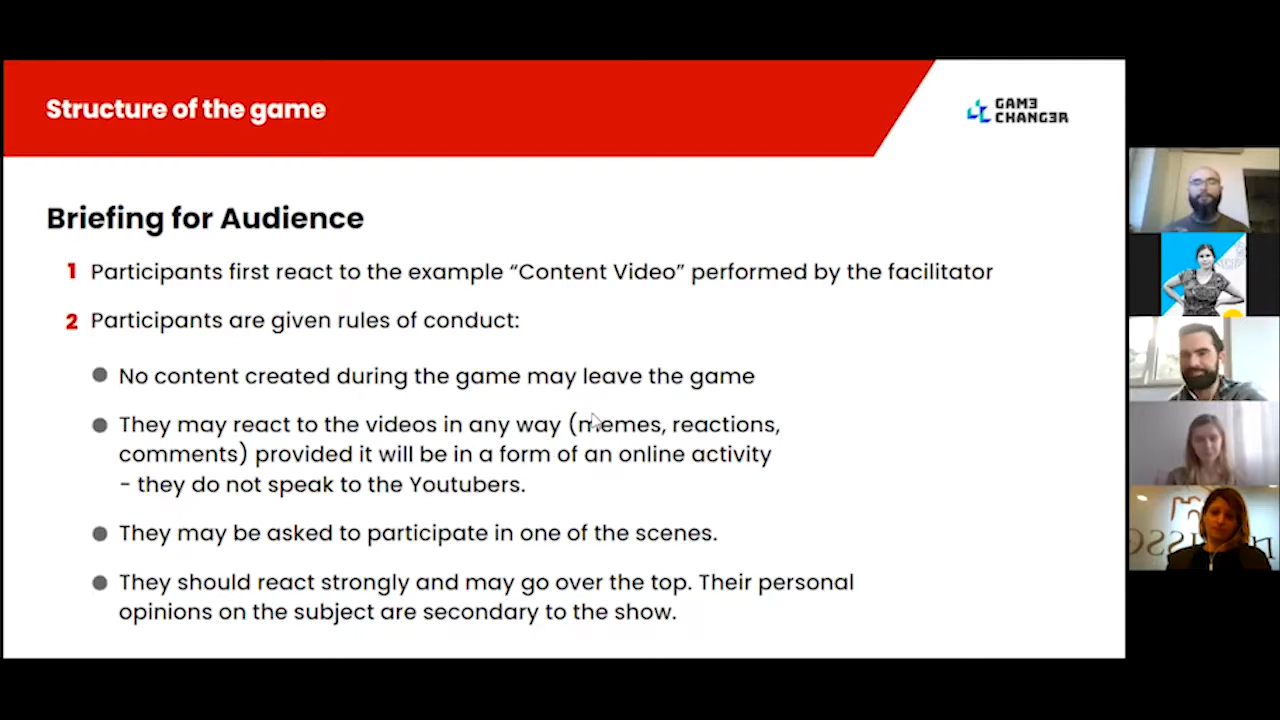 Structure of the game
GAM3
CHANG3R
Briefing for Audience
1 Participants first react to the example “Content Video” performed by the facilitator
2 Participants are given rules of conduct:
No content created during the game may leave the game
They may react to the videos in any way (memes, reactions,
comments) provided it will be in a form of an online activity
- they do not speak to the Youtubers.
They may be asked to participate in one of the scenes.
They should react strongly and may go over the top. Their personal
opinions on the subject are secondary to the show.